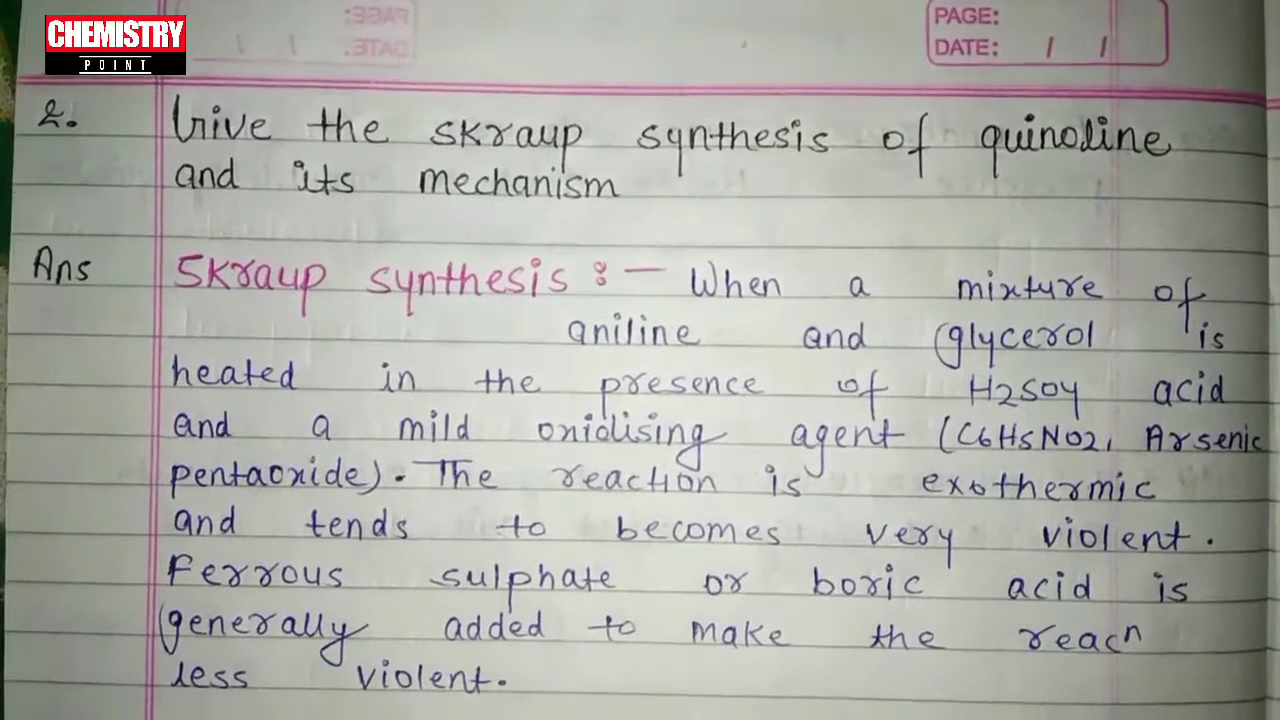 CHEMISTRY
POINT
PAGE:
DATE: / /
2. Give the skraup synthesis of quinoline
and its mechanism
Ans Skraup synthesis :- When a mixture of
aniline and glycerol is
heated in the presence of H2SO4 acid
and a mild oxidising agent (C6H5NO2, Arsenic
pentaoxide). The reaction is exothermic
and tends to becomes very violent.
Ferrous sulphate or boric acid is
generally added to make the reacn
less violent.